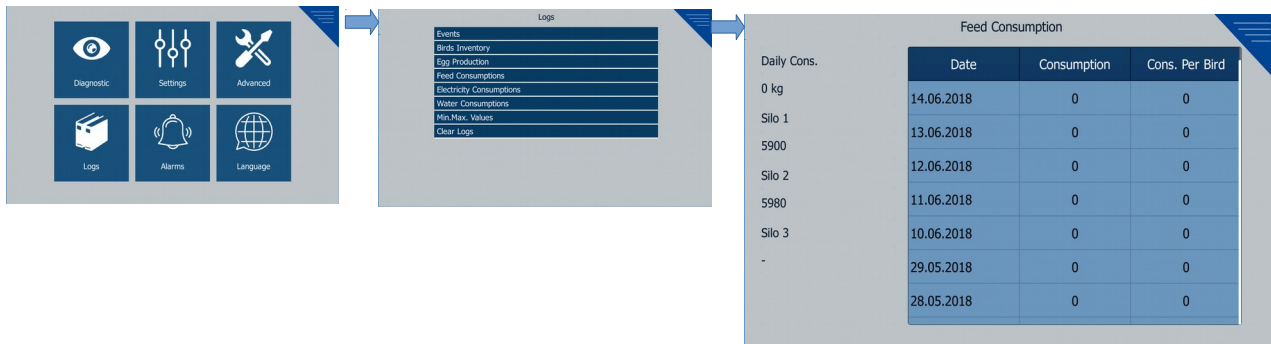 Diagnostic
Settings
Advanced
Logs
Alarms
Language
Logs
Events
Birds Inventory
Egg Production
Feed Consumptions
Electricity Consumptions
Water Consumptions
Min.Max. Values
Clear Logs
Feed Consumption
Daily Cons.
0 kg
Silo 1
5900
Silo 2
5980
Silo 3
-
Date Consumption Cons. Per Bird
14.06.2018 0 0
13.06.2018 0 0
12.06.2018 0 0
11.06.2018 0 0
10.06.2018 0 0
29.05.2018 0 0
28.05.2018 0 0